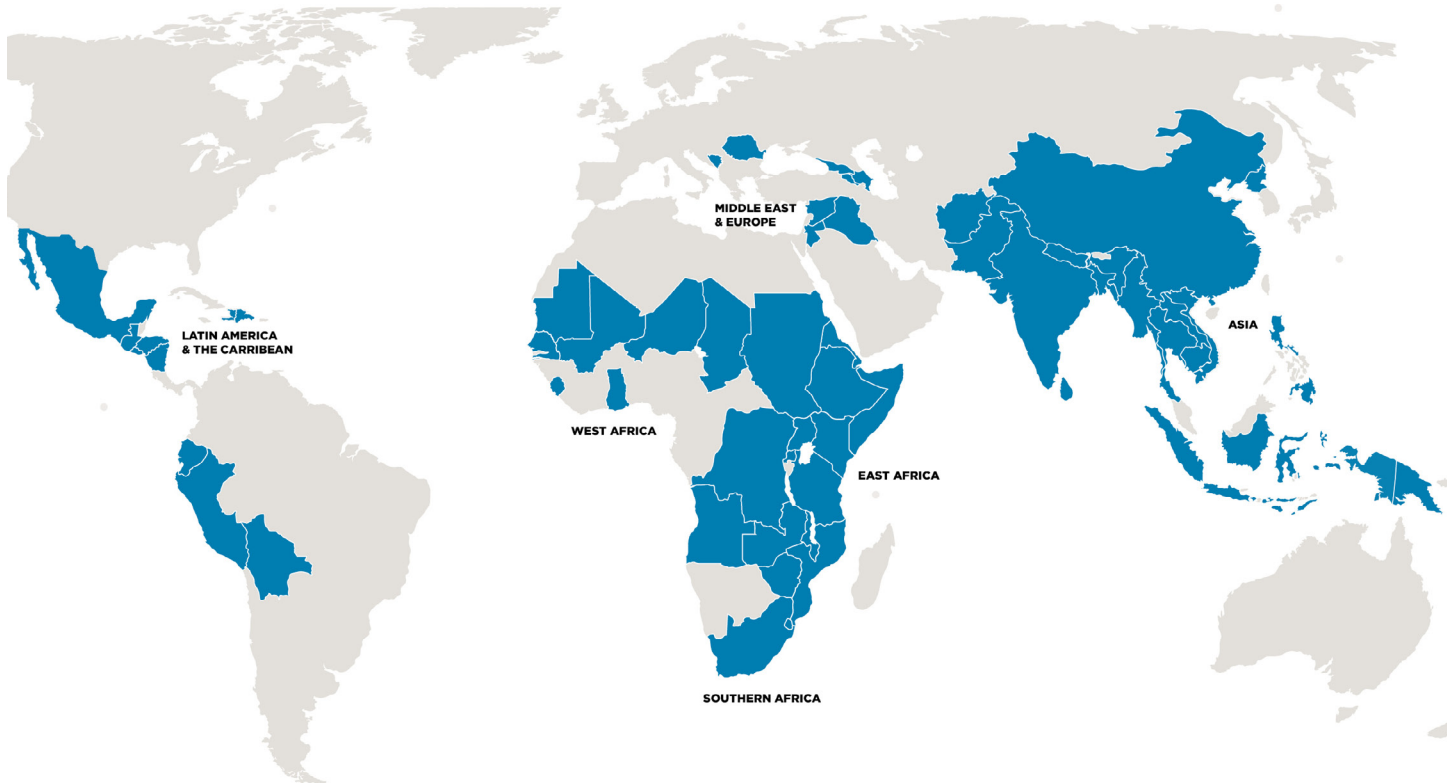 MIDDLE EAST
& EUROPE
LATIN AMERICA
& THE CARRIBEAN
ASIA
WEST AFRICA
EAST AFRICA
SOUTHERN AFRICA